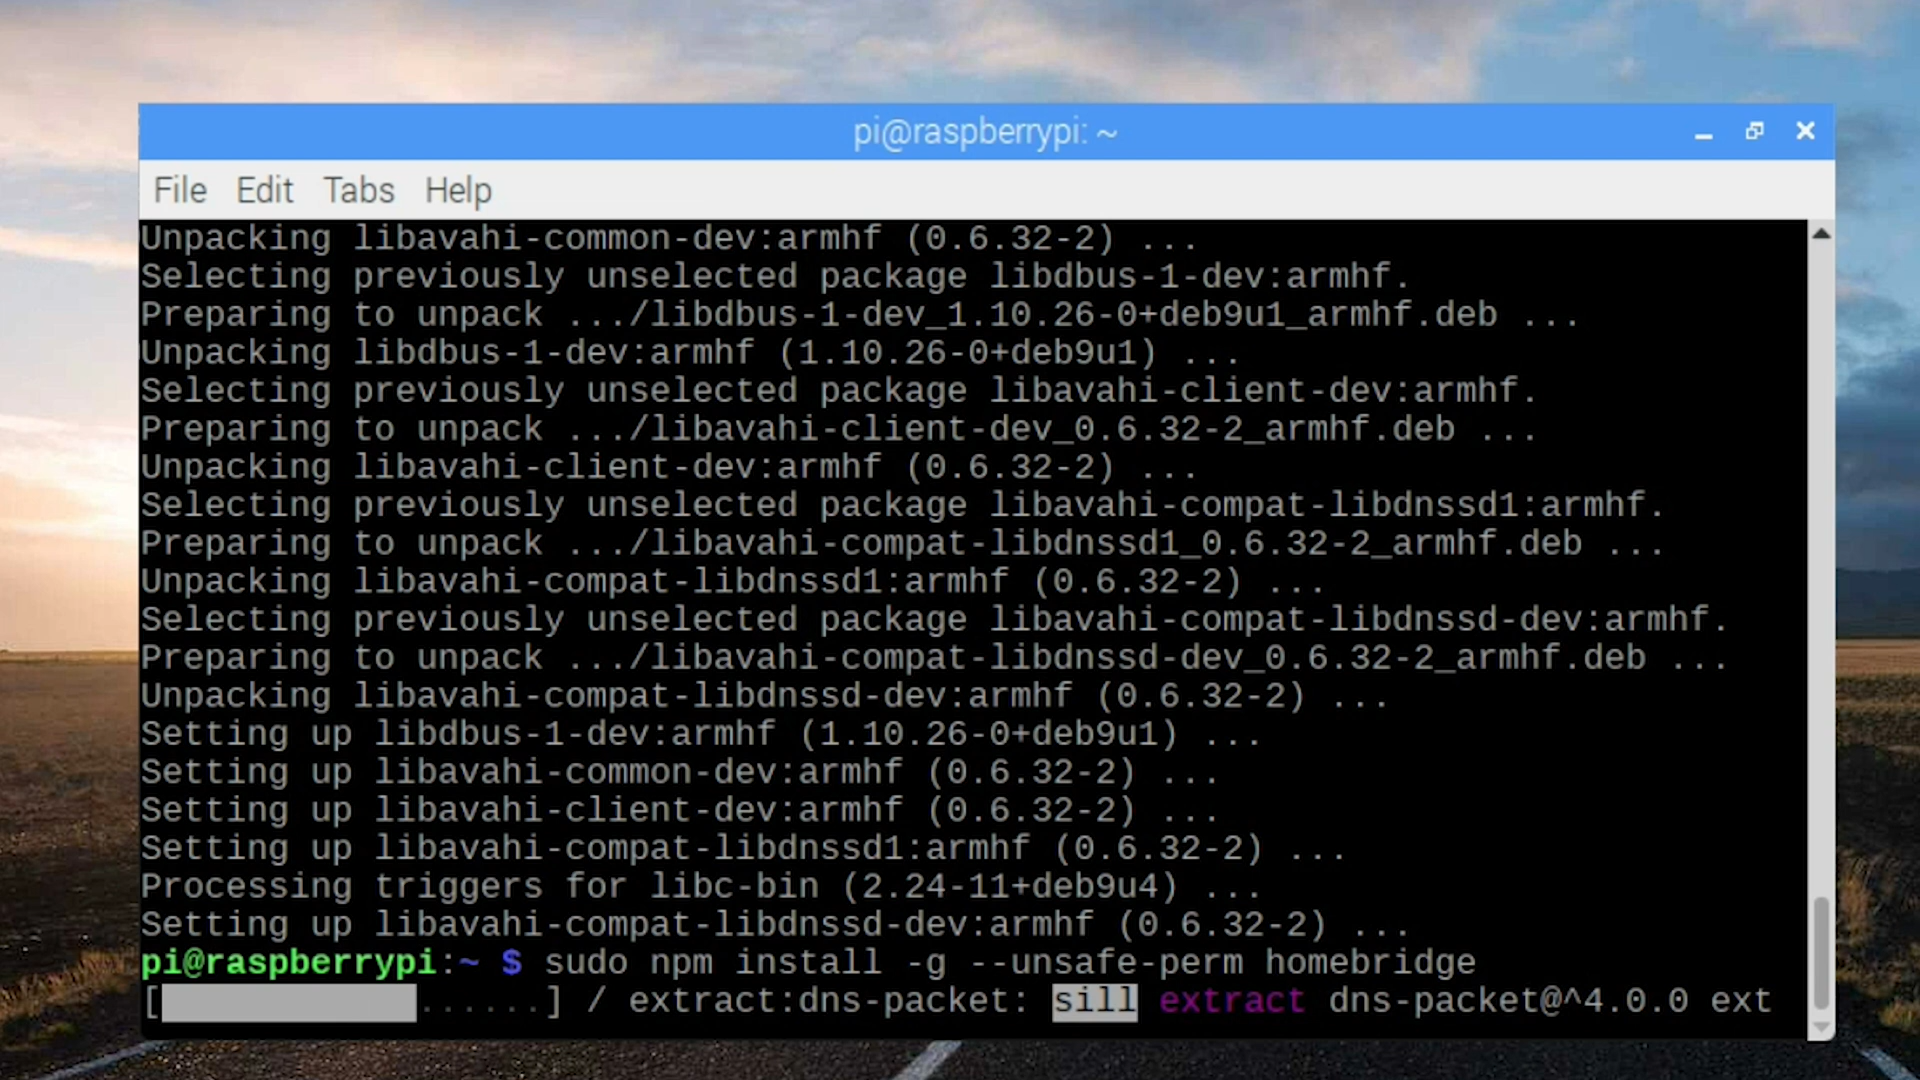 pi@raspberrypi: ~
File Edit Tabs Help
Unpacking libavahi-common-dev:armhf (0.6.32-2) ...
Selecting previously unselected package libdbus-1-dev:armhf.
Preparing to unpack .../libdbus-1-dev_1.10.26-0+deb9u1_armhf.deb ...
Unpacking libdbus-1-dev:armhf (1.10.26-0+deb9u1) ...
Selecting previously unselected package libavahi-client-dev:armhf.
Preparing to unpack .../libavahi-client-dev_0.6.32-2_armhf.deb ...
Unpacking libavahi-client-dev:armhf (0.6.32-2) ...
Selecting previously unselected package libavahi-compat-libdnssd1:armhf.
Preparing to unpack .../libavahi-compat-libdnssd1_0.6.32-2_armhf.deb ...
Unpacking libavahi-compat-libdnssd1:armhf (0.6.32-2) ...
Selecting previously unselected package libavahi-compat-libdnssd-dev:armhf.
Preparing to unpack .../libavahi-compat-libdnssd-dev_0.6.32-2_armhf.deb ...
Unpacking libavahi-compat-libdnssd-dev:armhf (0.6.32-2) ...
Setting up libdbus-1-dev:armhf (1.10.26-0+deb9u1) ...
Setting up libavahi-common-dev:armhf (0.6.32-2) ...
Setting up libavahi-client-dev:armhf (0.6.32-2) ...
Setting up libavahi-compat-libdnssd1:armhf (0.6.32-2) ...
Processing triggers for libc-bin (2.24-11+deb9u4) ...
Setting up libavahi-compat-libdnssd-dev:armhf (0.6.32-2) ...
pi@raspberrypi:~ $ sudo npm install -g --unsafe-perm homebridge
[ ......] / extract:dns-packet: sill extract dns-packet@^4.0.0 ext